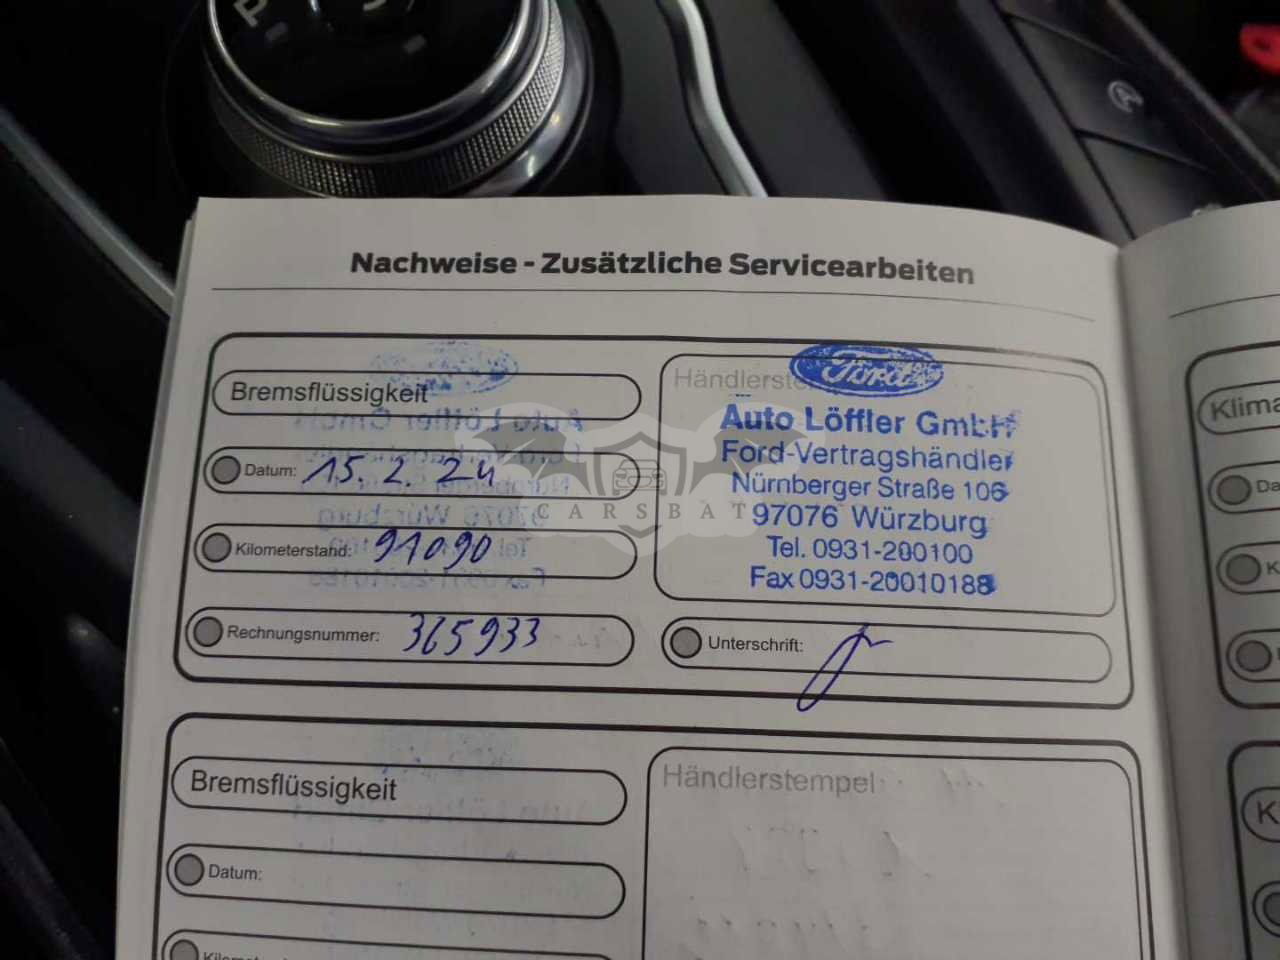 P
Nachweise - Zusätzliche Servicearbeiten
Bremsflüssigkeit
Datum: 15. 2. 24
Kilometerstand: 91090
Rechnungsnummer: 365933
Ford
Auto Löffler GmbH
Ford-Vertragshändler
Nürnberger Straße 106
97076 Würzburg
Tel. 0931-200100
Fax 0931-20010188
Unterschrift:
CARSBAT
Bremsflüssigkeit
Datum:
Händlerstempel